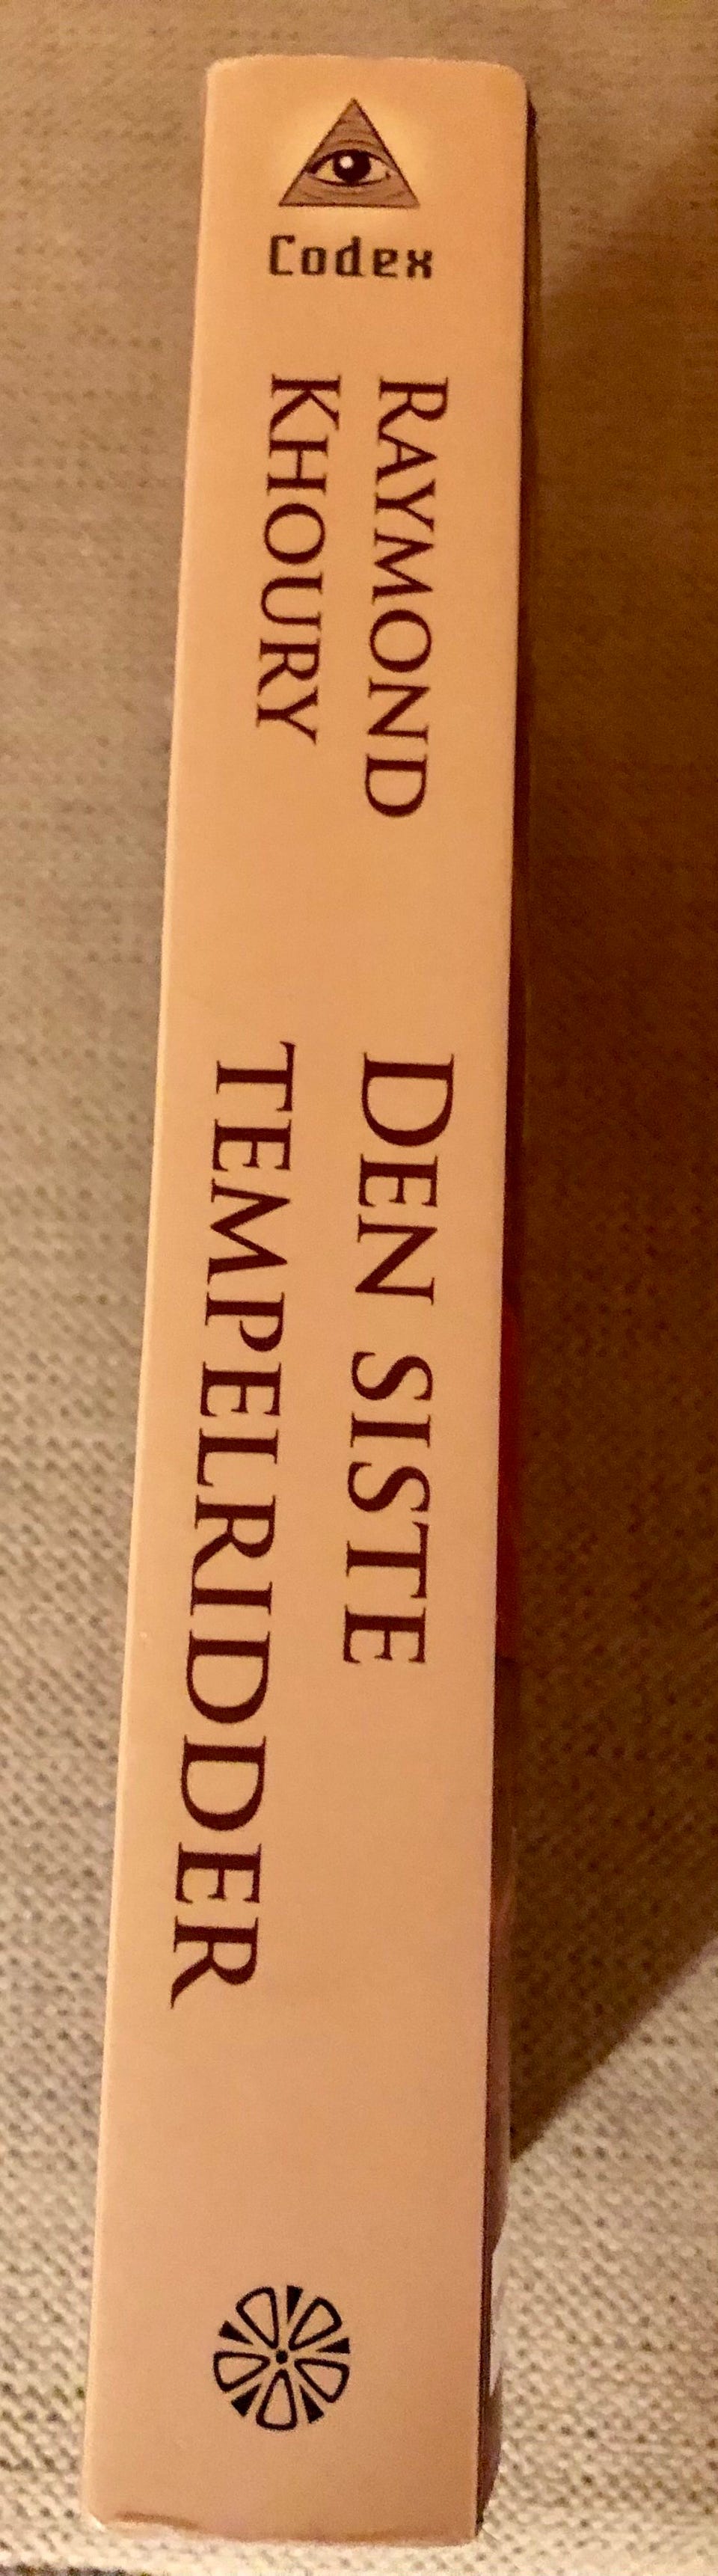 Codex
RAYMOND
KHOURY
DEN SISTE
TEMPELRIDDER